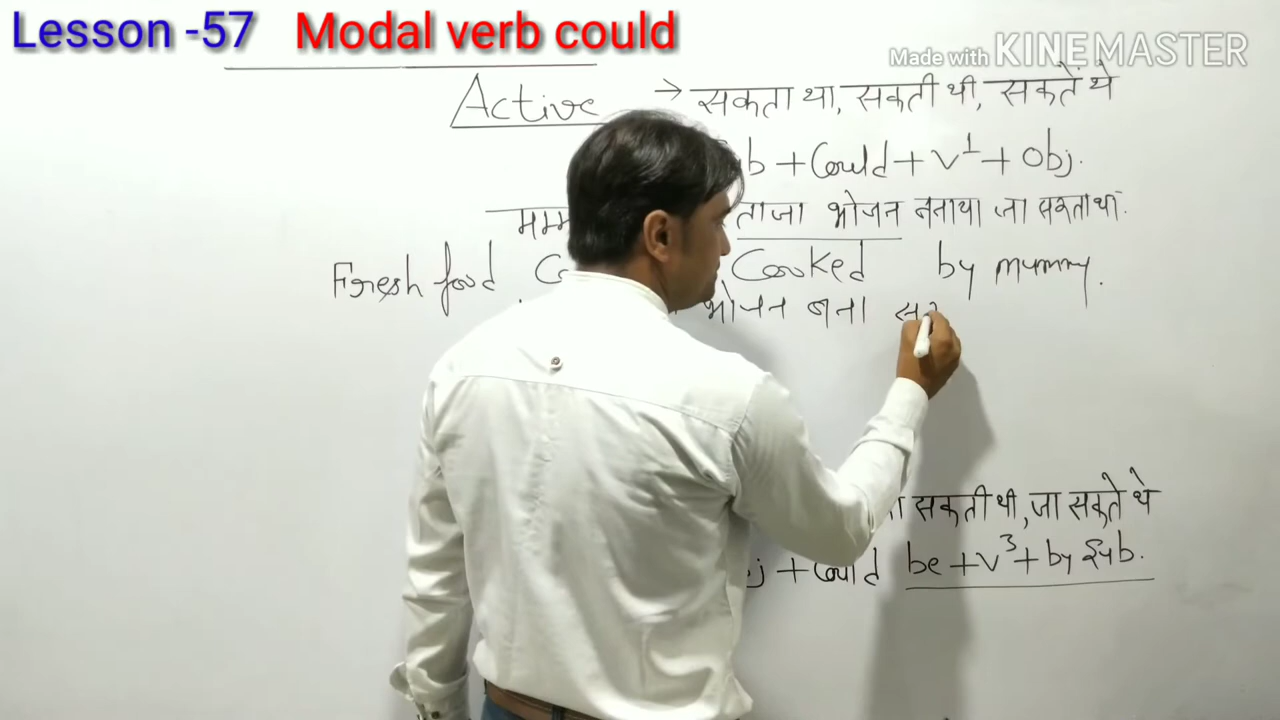 Lesson -57 Modal verb could
Made with KINEMASTER
Active → सकता था, सकती थी, सकतें थे
+ Could + V¹ + Obj.
ताजा भोजन बनाया जा सकता था.
Fresh food Cooked by mummy.
भोजन बना
सकती थी, जा सकते थे
+ Could be + V³ + by Sub.